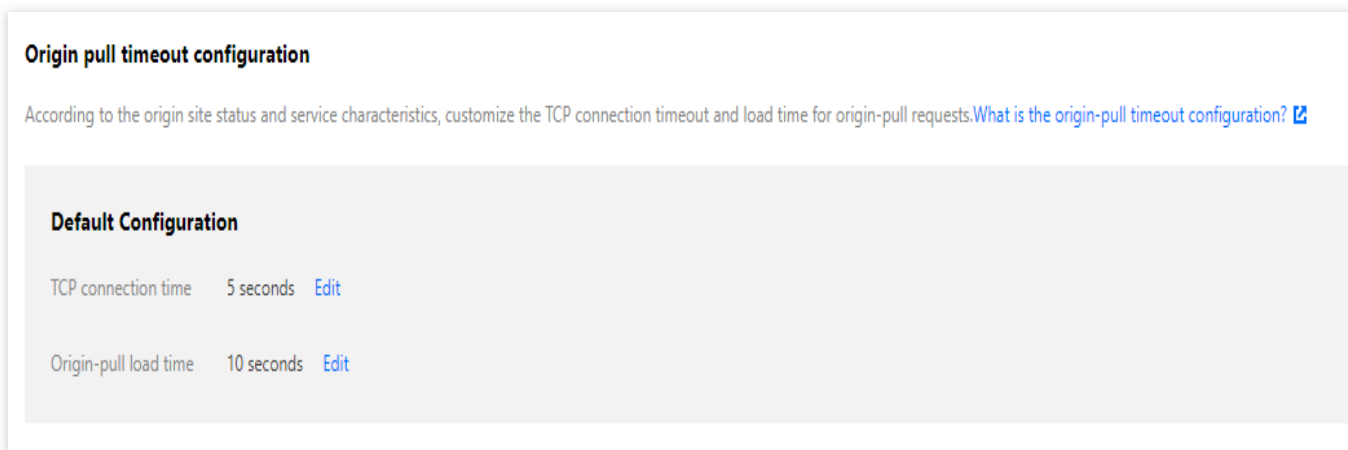 Origin pull timeout configuration
According to the origin site status and service characteristics, customize the TCP connection timeout and load time for origin-pull requests.What is the origin-pull timeout configuration?
Default Configuration
TCP connection time 5 seconds Edit
Origin-pull load time 10 seconds Edit